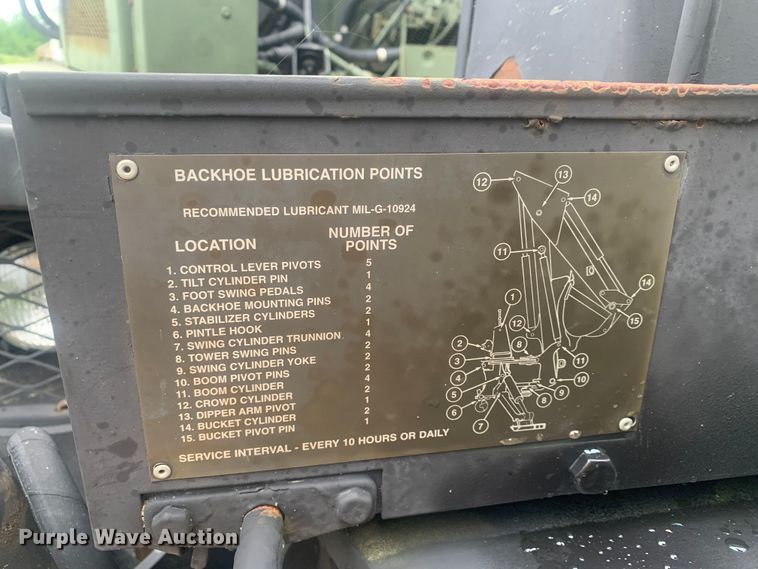 BACKHOE LUBRICATION POINTS
RECOMMENDED LUBRICANT MIL-G-10924
LOCATION NUMBER OF POINTS
1. CONTROL LEVER PIVOTS 5
2. TILT CYLINDER PIN 1
3. FOOT SWING PEDALS 4
4. BACKHOE MOUNTING PINS 2
5. STABILIZER CYLINDERS 2
6. PINTLE HOOK 1
7. SWING CYLINDER TRUNNION 4
8. TOWER SWING PINS 2
9. SWING CYLINDER YOKE 2
10. BOOM PIVOT PINS 2
11. BOOM CYLINDER 4
12. CROWD CYLINDER 2
13. DIPPER ARM PIVOT 1
14. BUCKET CYLINDER 2
15. BUCKET PIVOT PIN 1
SERVICE INTERVAL - EVERY 10 HOURS OR DAILY
12
13
14
11
14
1
15
12
2
8
3
11
4
10
5
9
8
6
7
Purple Wave Auction